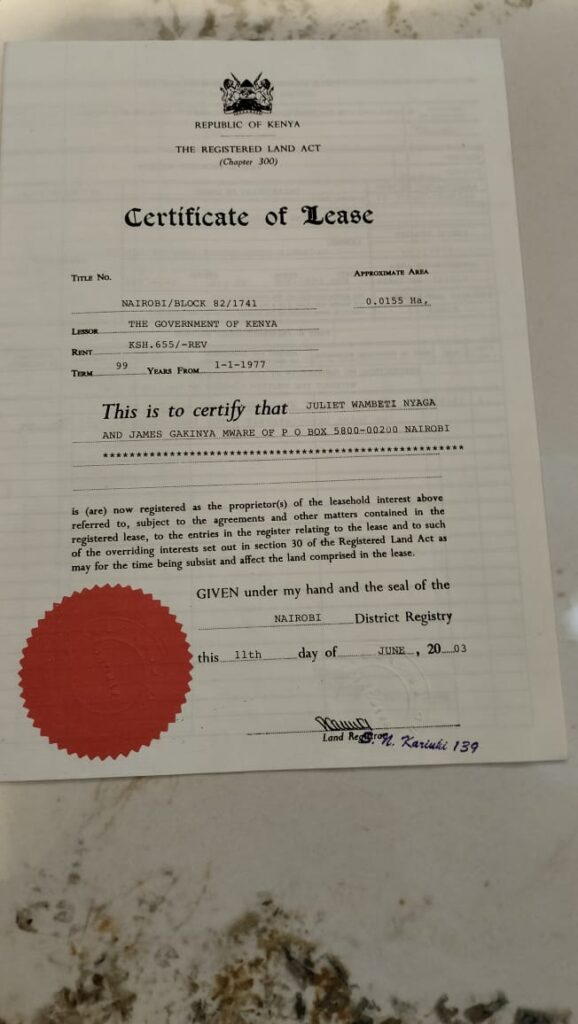 REPUBLIC OF KENYA
THE REGISTERED LAND ACT
(Chapter 300)
Certificate of Lease
TITLE NO.
APPROXIMATE AREA
NAIROBI/BLOCK 82/1741
0.0155 Ha,
LESSOR THE GOVERNMENT OF KENYA
RENT KSH.655/-REV
TERM 99 YEARS FROM 1-1-1977
This is to certify that JULIET WAMBETI NYAGA
AND JAMES GAKINYA MWARE OF P O BOX 5800-00200 NAIROBI
is (are) now registered as the proprietor(s) of the leasehold interest above
referred to, subject to the agreements and other matters contained in the
registered lease, to the entries in the register relating to the lease and to such
of the overriding interests set out in section 30 of the Registered Land Act as
may for the time being subsist and affect the land comprised in the lease.
GIVEN under my hand and the seal of the
NAIROBI District Registry
this 11th day of JUNE, 2003
Land Registrar
S. N. Kariuki 139